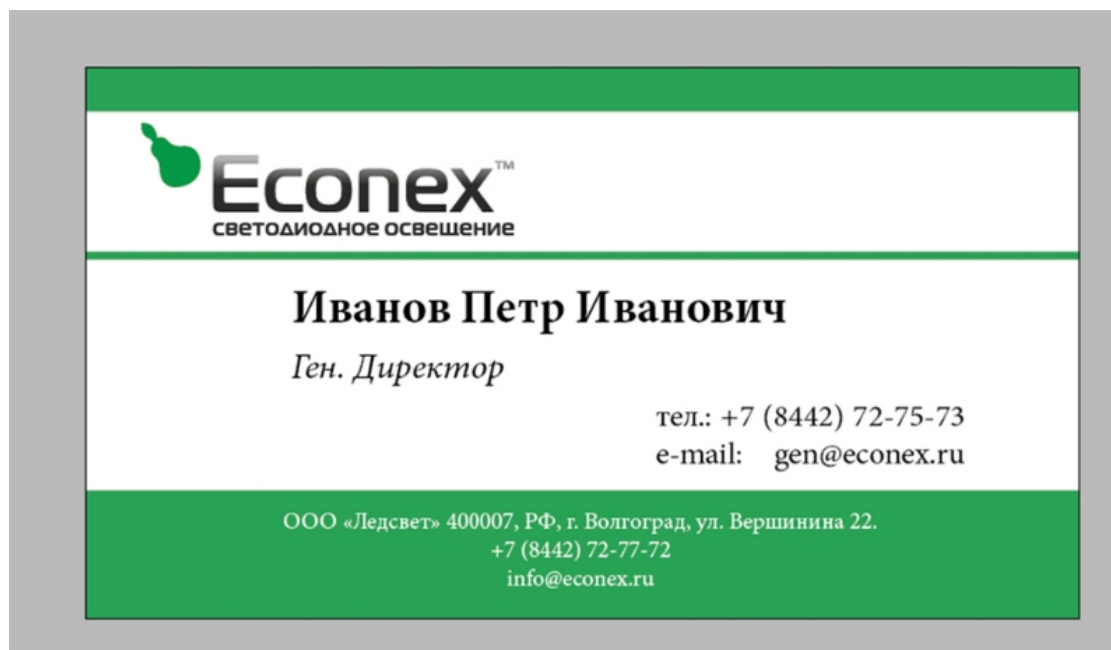 Econex™
светодиодное освещение
Иванов Петр Иванович
Ген. Директор
тел.: +7 (8442) 72-75-73
e-mail: gen@econex.ru
ООО «Ледсвет» 400007, РФ, г. Волгоград, ул. Вершинина 22.
+7 (8442) 72-77-72
info@econex.ru